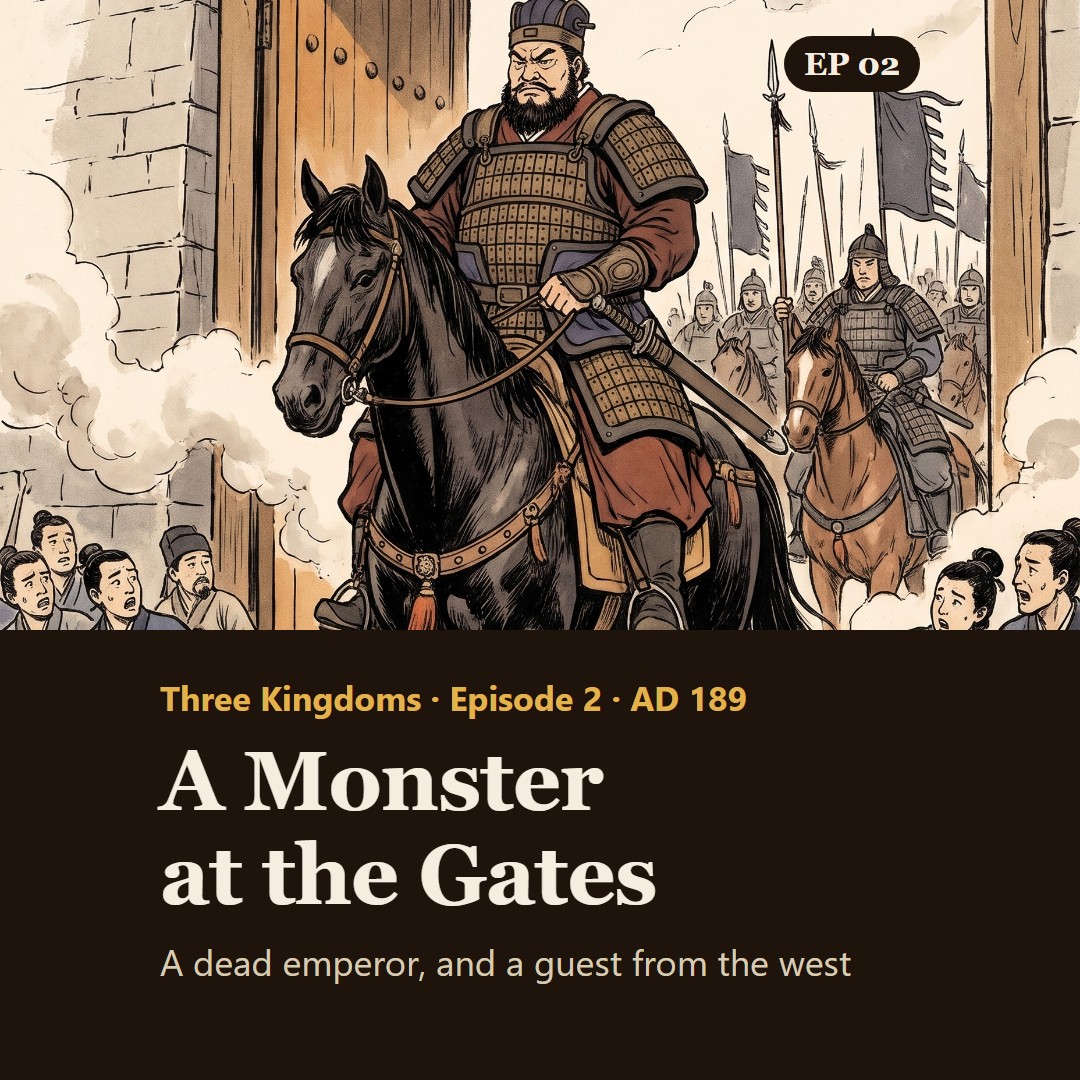 EP 02
Three Kingdoms · Episode 2 · AD 189
A Monster
at the Gates
A dead emperor, and a guest from the west